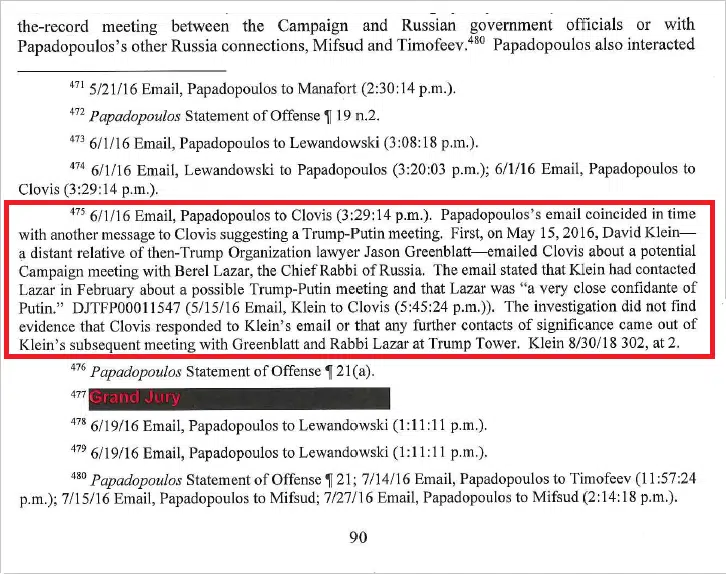 the-record meeting between the Campaign and Russian government officials or with
Papadopoulos's other Russia connections, Mifsud and Timofeev.480 Papadopoulos also interacted
471 5/21/16 Email, Papadopoulos to Manafort (2:30:14 p.m.).
472 Papadopoulos Statement of Offense ¶ 19 n.2.
473 6/1/16 Email, Papadopoulos to Lewandowski (3:08:18 p.m.).
474 6/1/16 Email, Lewandowski to Papadopoulos (3:20:03 p.m.); 6/1/16 Email, Papadopoulos to
Clovis (3:29:14 p.m.).
475 6/1/16 Email, Papadopoulos to Clovis (3:29:14 p.m.). Papadopoulos's email coincided in time
with another message to Clovis suggesting a Trump-Putin meeting. First, on May 15, 2016, David Klein—
a distant relative of then-Trump Organization lawyer Jason Greenblatt—emailed Clovis about a potential
Campaign meeting with Berel Lazar, the Chief Rabbi of Russia. The email stated that Klein had contacted
Lazar in February about a possible Trump-Putin meeting and that Lazar was "a very close confidante of
Putin." DJTFP00011547 (5/15/16 Email, Klein to Clovis (5:45:24 p.m.)). The investigation did not find
evidence that Clovis responded to Klein's email or that any further contacts of significance came out of
Klein's subsequent meeting with Greenblatt and Rabbi Lazar at Trump Tower. Klein 8/30/18 302, at 2.
476 Papadopoulos Statement of Offense ¶ 21(a).
477 Grand Jury
478 6/19/16 Email, Papadopoulos to Lewandowski (1:11:11 p.m.).
479 6/19/16 Email, Papadopoulos to Lewandowski (1:11:11 p.m.).
480 Papadopoulos Statement of Offense ¶ 21; 7/14/16 Email, Papadopoulos to Timofeev (11:57:24
p.m.); 7/15/16 Email, Papadopoulos to Mifsud; 7/27/16 Email, Papadopoulos to Mifsud (2:14:18 p.m.).
90